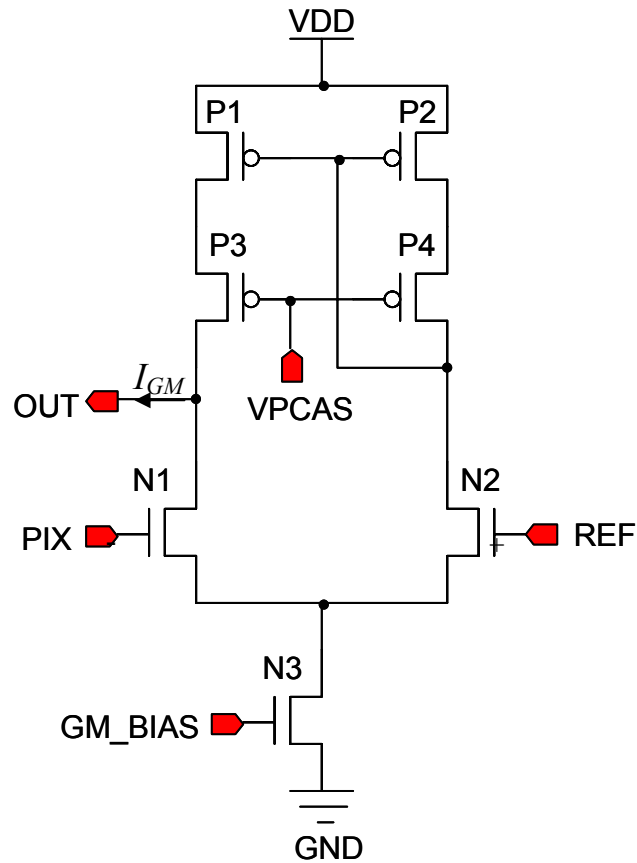 VDD
P1 P2
P3 P4
I_GM
OUT
VPCAS
N1 N2
PIX - + REF
N3
GM_BIAS
GND